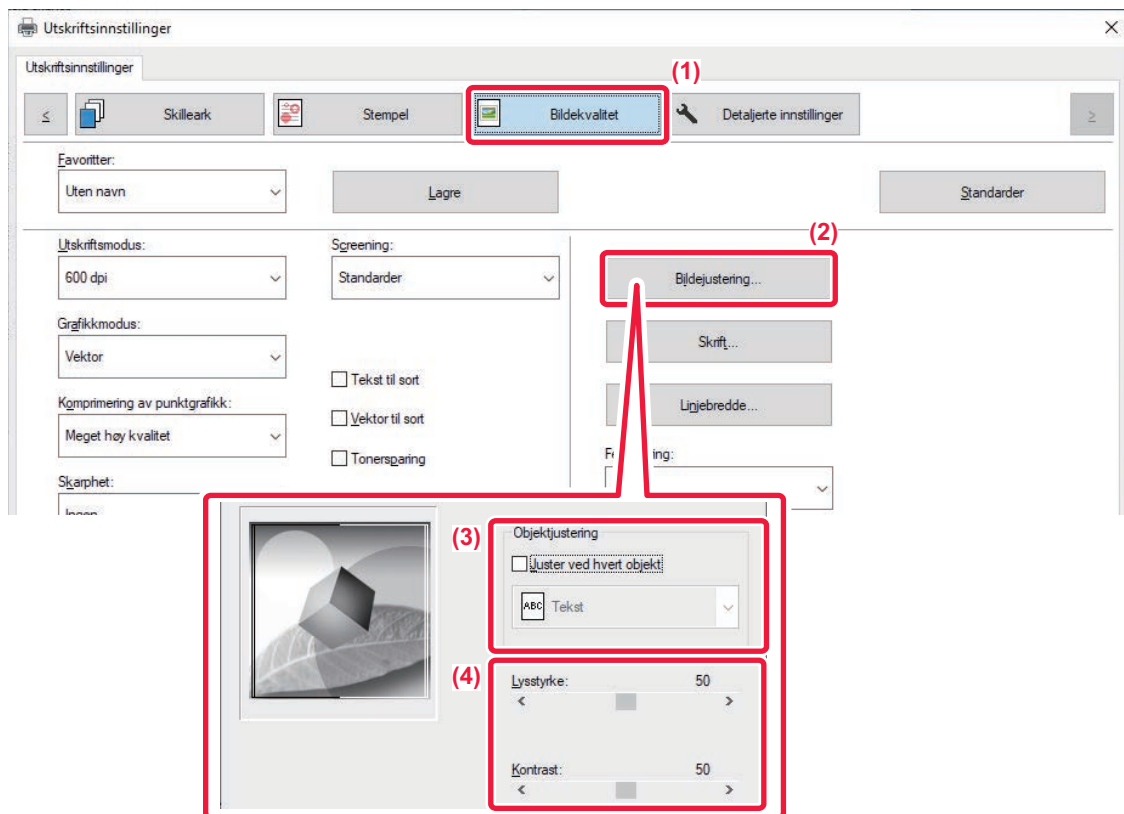 Utskriftsinnstillinger
Utskriftsinnstillinger
(1)
≤ Skilleark Stempel Bildekvalitet Detaljerte innstillinger ≥
Favoritter:
Uten navn Lagre Standarder
Utskriftsmodus: Screening: (2)
600 dpi Standarder Bildejustering...
Grafikkmodus: Skrift...
Vektor
Tekst til sort
Komprimering av punktgrafikk: Linjebredde...
Meget høy kvalitet Vektor til sort
Tonersparing
Skarphet:
Ingen
(3) Objektjustering
Juster ved hvert objekt
ABC Tekst
(4) Lysstyrke: 50
< >
Kontrast: 50
< >